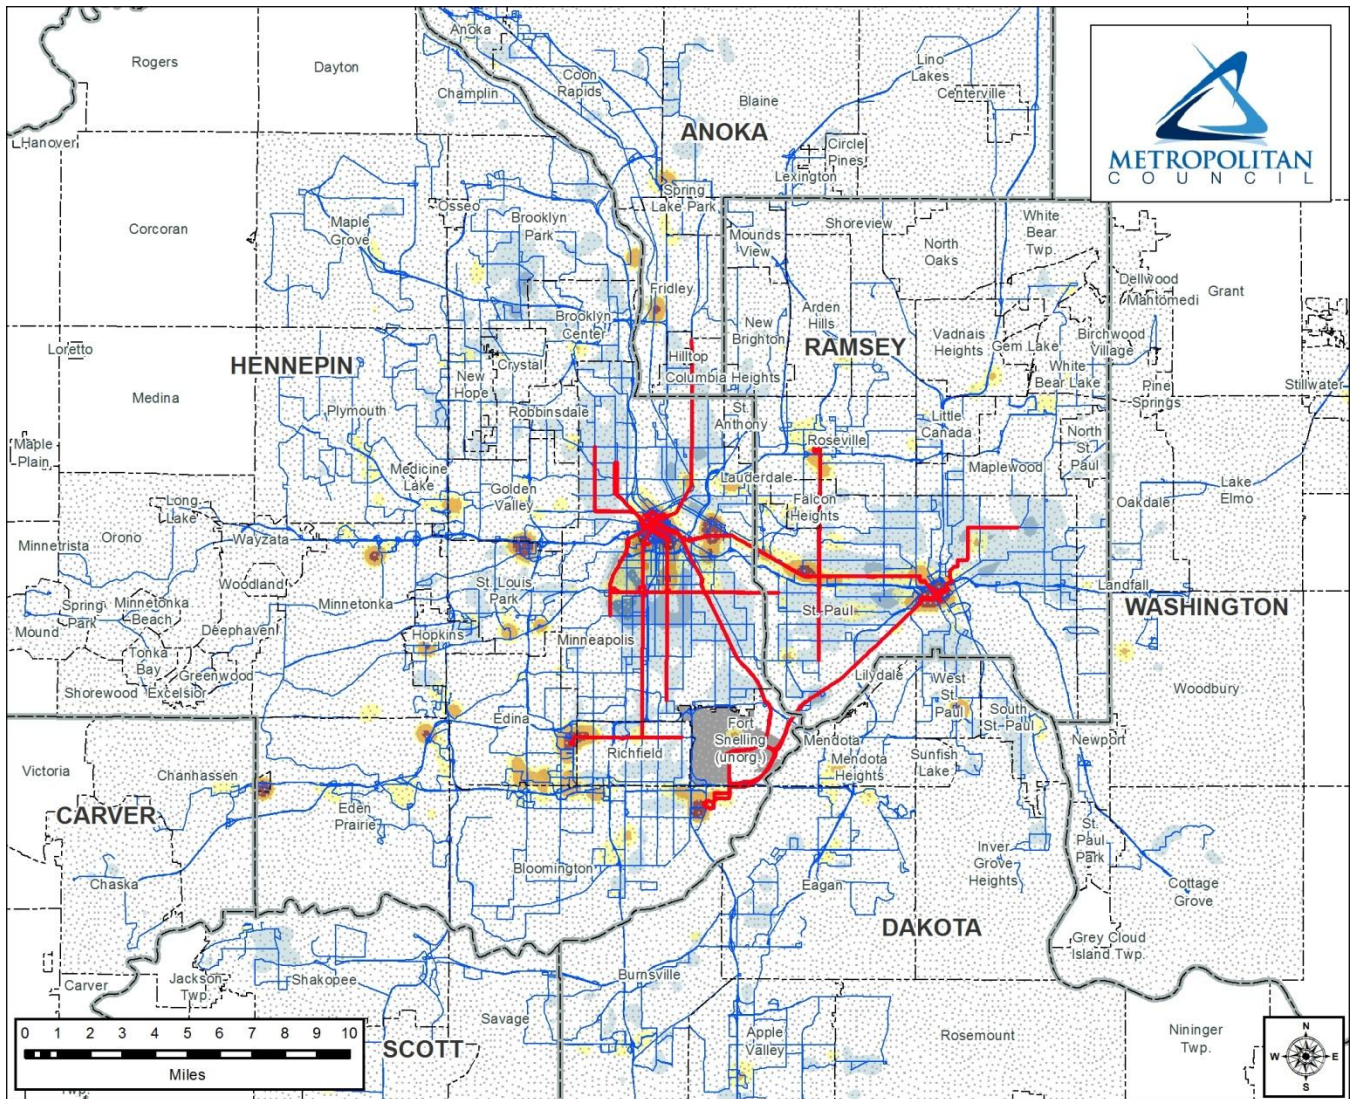 Rogers
Dayton
Anoka
Coon
Rapids
Champlin
Blaine
ANOKA
Lino
Lakes
Centerville
Circle
Pines
Lexington
METROPOLITAN
COUNCIL
Hanover
Corcoran
Maple
Grove
Osseo
Brooklyn
Park
Spring
Lake Park
Mounds
View
Shoreview
North
Oaks
White
Bear
Twp.
Dellwood
Mahtomedi
Grant
Fridley
Brooklyn
Center
New
Brighton
Arden
Hills
RAMSEY
Vadnais
Heights
Gem Lake
Birchwood
Village
White
Bear Lake
Pine
Springs
Stillwater
Loretto
HENNEPIN
Medina
Crystal
New
Hope
Robbinsdale
Hilltop
Columbia Heights
St.
Anthony
Roseville
Little
Canada
North
St.
Paul
Maplewood
Plymouth
Maple
Plain
Medicine
Lake
Golden
Valley
Lauderdale
Falcon
Heights
Oakdale
Lake
Elmo
Long
Lake
Orono
Minnetrista
Wayzata
Woodland
Spring
Park
Minnetonka
Beach
Minnetonka
St. Louis
Park
St. Paul
Landfall
WASHINGTON
Mound
Deephaven
Hopkins
Minneapolis
Tonka
Bay
Greenwood
Shorewood
Excelsior
Lilydale
West
St.
Paul
South
St. Paul
Woodbury
Edina
Richfield
Fort
Snelling
(unorg.)
Mendota
Mendota
Heights
Sunfish
Lake
Newport
Victoria
Chanhassen
CARVER
Eden
Prairie
St.
Paul
Park
Bloomington
Eagan
Inver
Grove
Heights
Chaska
Cottage
Grove
DAKOTA
Grey Cloud
Island Twp.
Carver
Jackson
Twp.
Shakopee
Burnsville
Savage
SCOTT
Apple
Valley
Rosemount
Nininger
Twp.
0 1 2 3 4 5 6 7 8 9 10
Miles
Twp.
N
W E
S